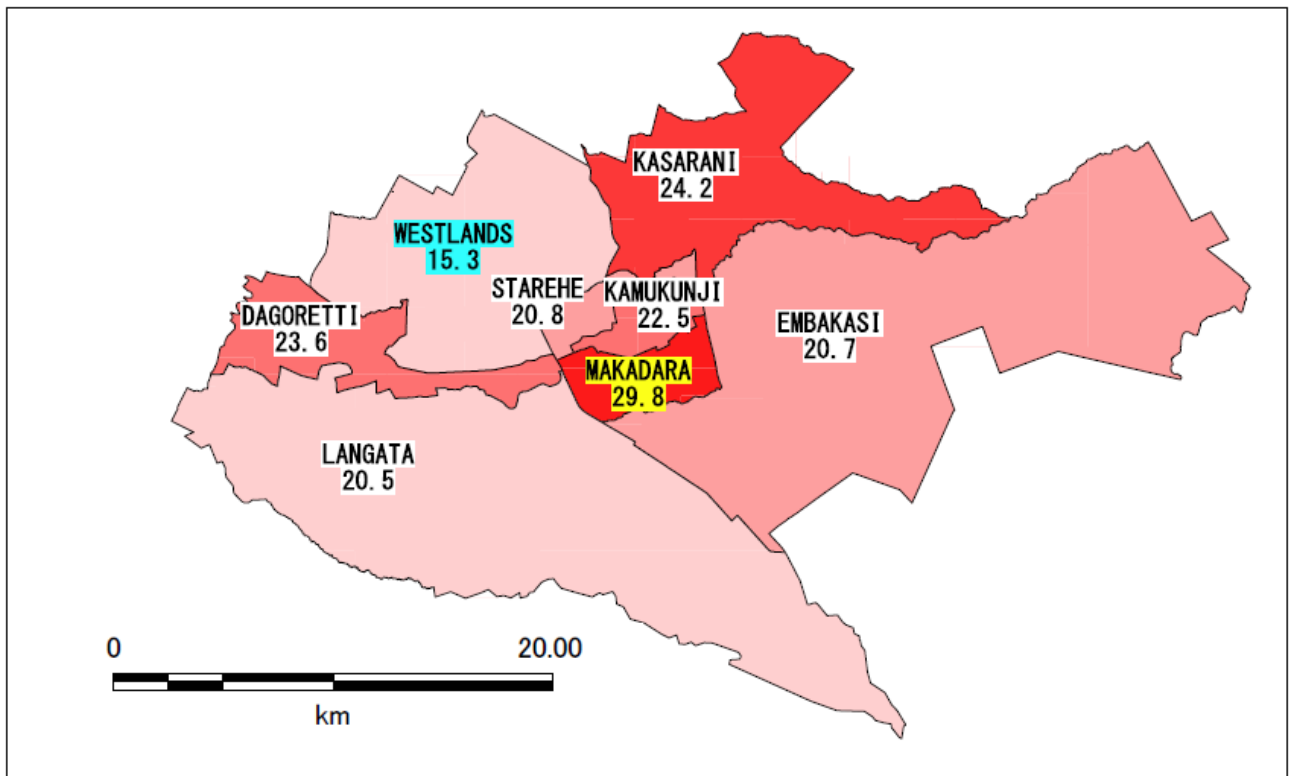 KASARANI
24.2
WESTLANDS
15.3
STAREHE
20.8
KAMUKUNJI
22.5
DAGORETTI
23.6
EMBAKASI
20.7
MAKADARA
29.8
LANGATA
20.5
0 20.00
km